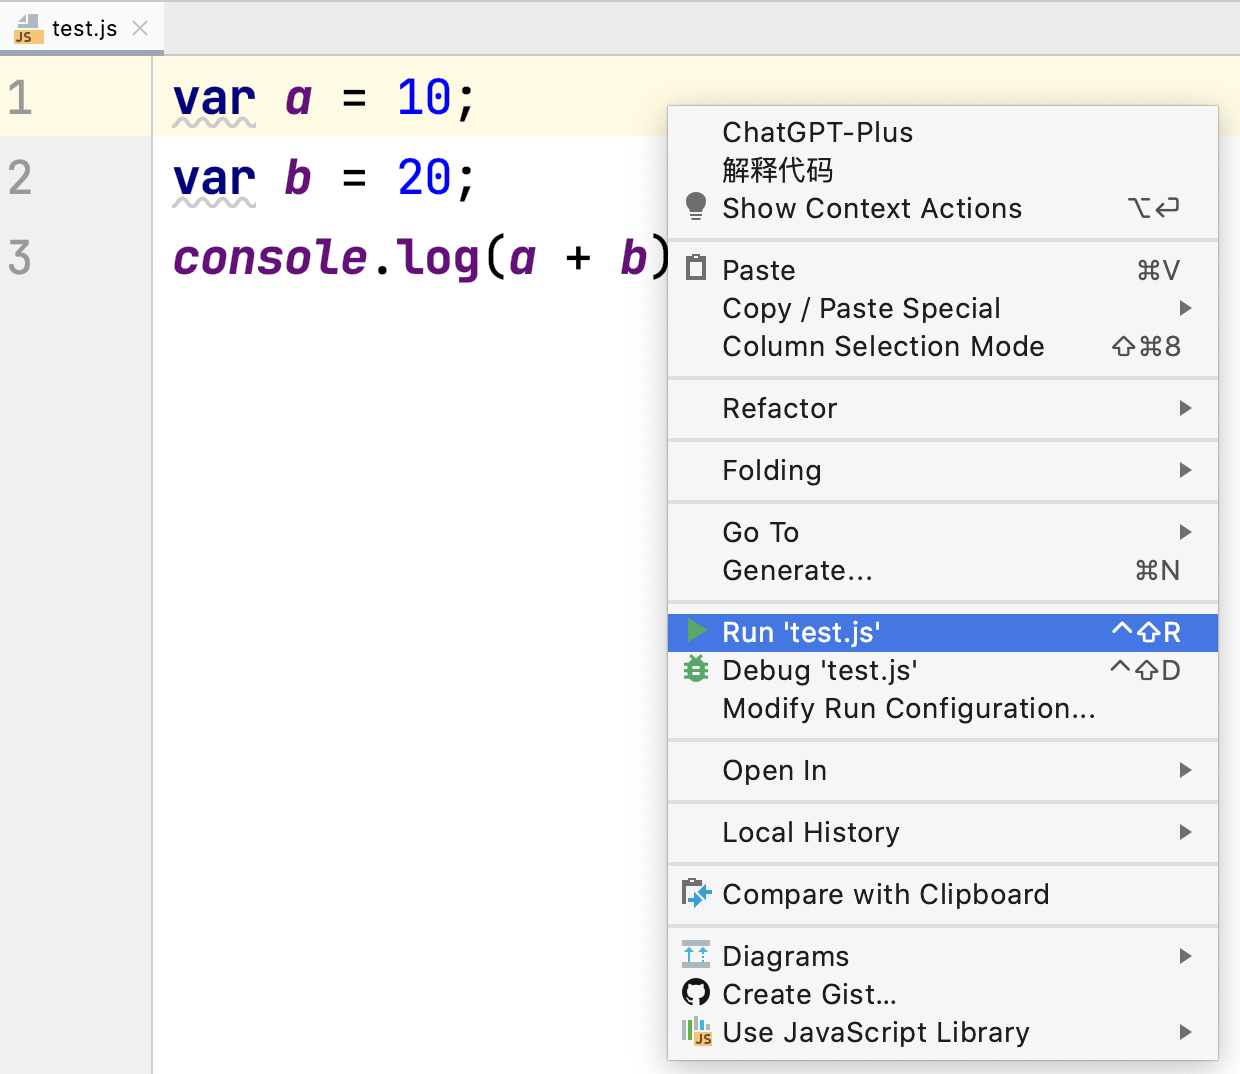 test.js
1 var a = 10;
2 var b = 20;
3 console.log(a + b)
ChatGPT-Plus
解释代码
Show Context Actions ⌥⏎
Paste ⌘V
Copy / Paste Special
Column Selection Mode ⇧⌘8
Refactor
Folding
Go To
Generate... ⌘N
Run 'test.js' ^⇧R
Debug 'test.js' ^⇧D
Modify Run Configuration...
Open In
Local History
Compare with Clipboard
Diagrams
Create Gist...
Use JavaScript Library